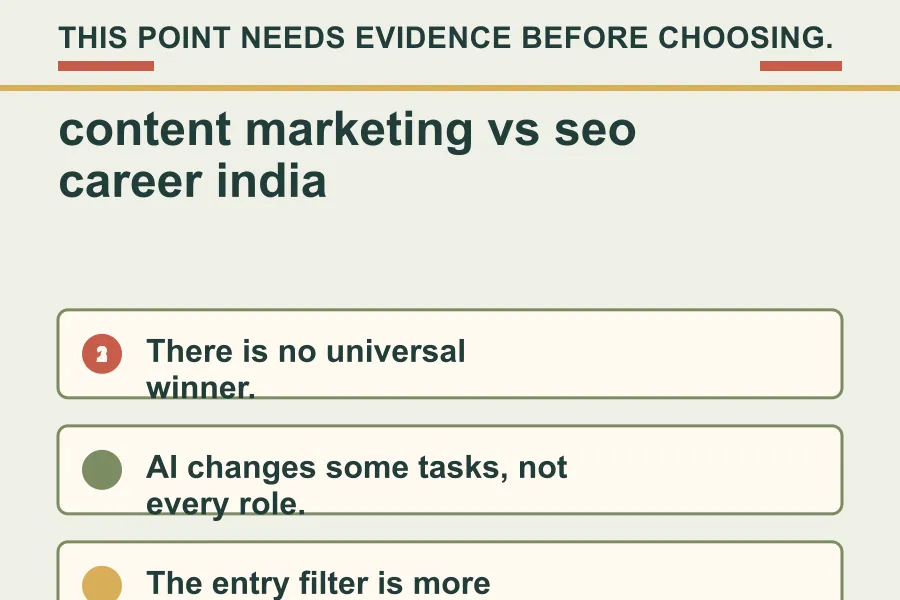 THIS POINT NEEDS EVIDENCE BEFORE CHOOSING.
content marketing vs seo
career india
There is no universal
winner.
AI changes some tasks, not
every role.
The entry filter is more